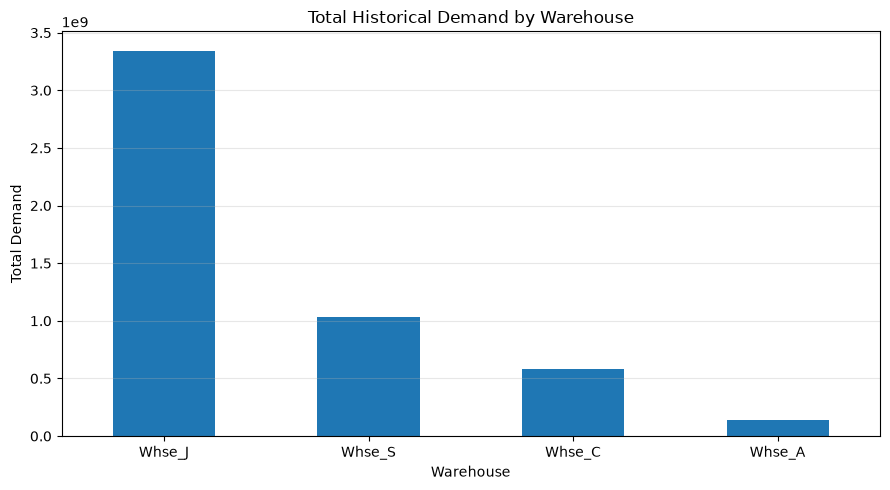 Total Historical Demand by Warehouse
1e9
3.5
3.0
2.5
2.0
1.5
1.0
0.5
0.0
Total Demand
Whse_J
Whse_S
Whse_C
Whse_A
Warehouse